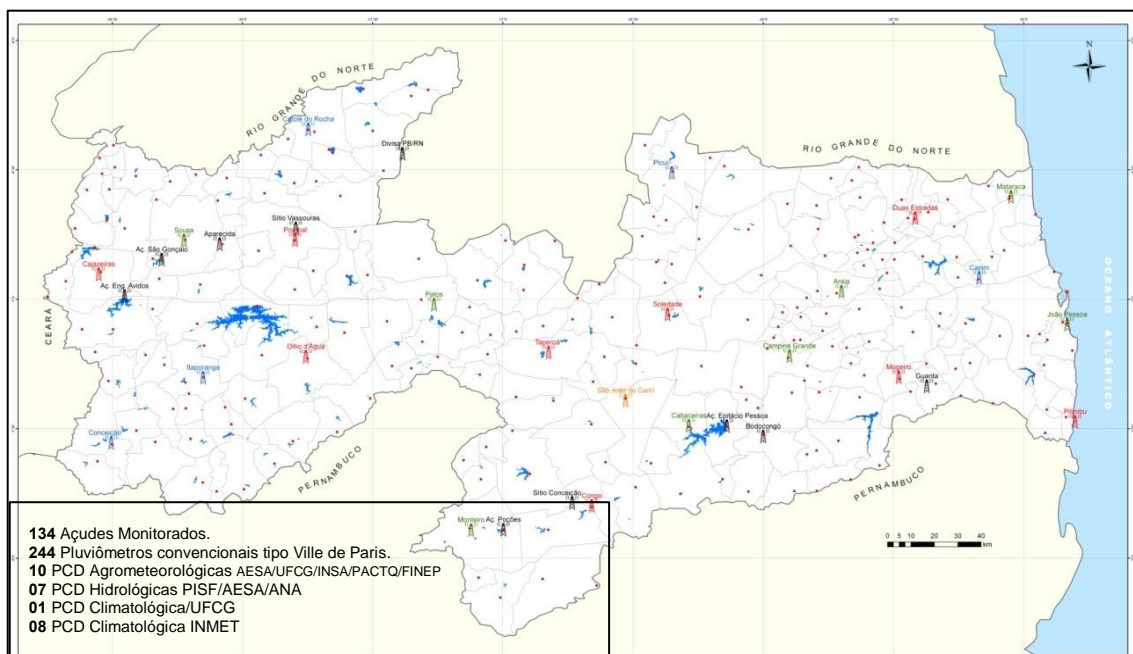 RIO GRANDE DO NORTE
N
Catolé do Rocha
Divisa PB/RN
RIO GRANDE DO NORTE
Picuí
Mataraca
Duas Estradas
Sítio Vassouras
Pombal
Sousa
Aparecida
Aç. São Gonçalo
Cajazeiras
Capim
Areia
Aç. Eng. Avidos
Patos
CEARÁ
OCEANO ATLÂNTICO
Soledade
João Pessoa
Olho d'Água
Taperoá
Campina Grande
Itaporanga
Mogeiro
Guarita
São João do Cariri
Pitimbu
Cabaceiras
Aç. Epitácio Pessoa
Bodocongó
Conceição
PERNAMBUCO
PERNAMBUCO
Sítio Conceição
Congo
Monteiro
Aç. Poções
0 5 10 20 30 40
km
134 Açudes Monitorados.
244 Pluviômetros convencionais tipo Ville de Paris.
10 PCD Agrometeorológicas AESA/UFCG/INSA/PACTQ/FINEP
07 PCD Hidrológicas PISF/AESA/ANA
01 PCD Climatológica/UFCG
08 PCD Climatológica INMET